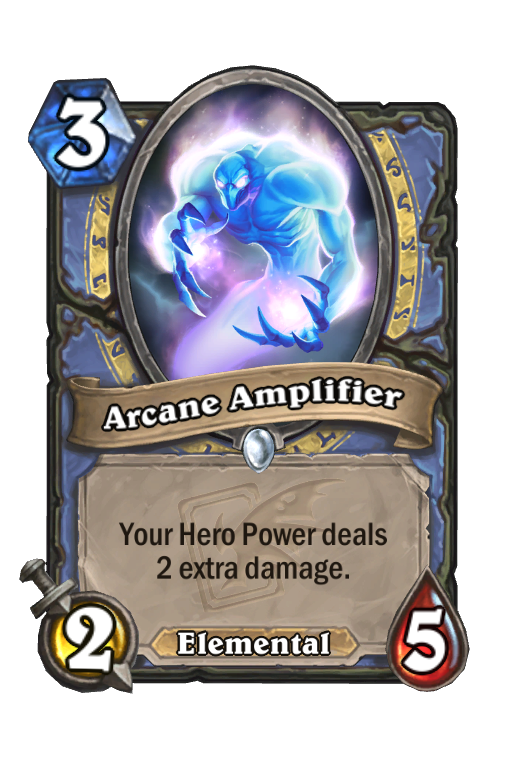 3
Arcane Amplifier
Your Hero Power deals
2 extra damage.
2
Elemental
5